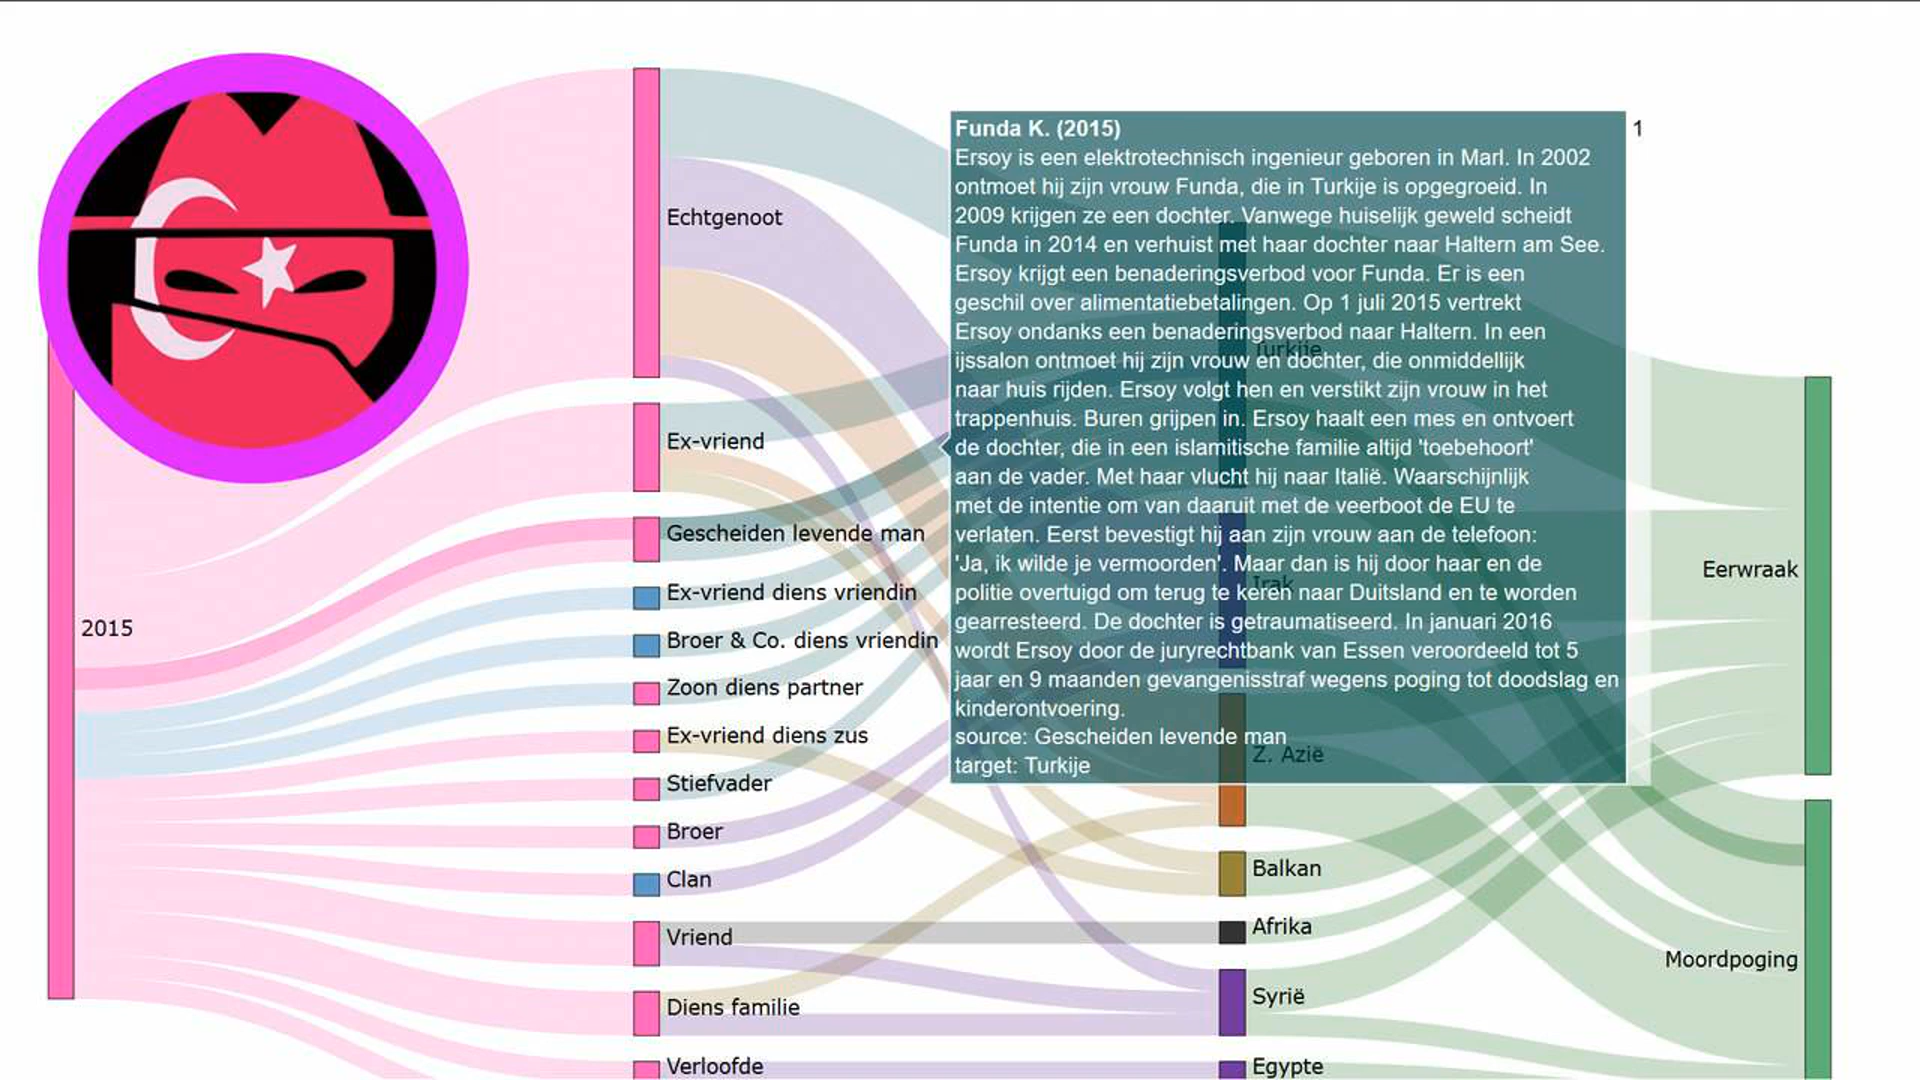 2015
Echtgenoot
Ex-vriend
Gescheiden levende man
Ex-vriend diens vriendin
Broer & Co. diens vriendin
Zoon diens partner
Ex-vriend diens zus
Stiefvader
Broer
Clan
Vriend
Diens familie
Verloofde
Funda K. (2015)
Ersoy is een elektrotechnisch ingenieur geboren in Marl. In 2002
ontmoet hij zijn vrouw Funda, die in Turkije is opgegroeid. In
2009 krijgen ze een dochter. Vanwege huiselijk geweld scheidt
Funda in 2014 en verhuist met haar dochter naar Haltern am See.
Ersoy krijgt een benaderingsverbod voor Funda. Er is een
geschil over alimentatiebetalingen. Op 1 juli 2015 vertrekt
Ersoy ondanks een benaderingsverbod naar Haltern. In een
ijssalon ontmoet hij zijn vrouw en dochter, die onmiddellijk
naar huis rijden. Ersoy volgt hen en verstikt zijn vrouw in het
trappenhuis. Buren grijpen in. Ersoy haalt een mes en ontvoert
de dochter, die in een islamitische familie altijd 'toebehoort'
aan de vader. Met haar vlucht hij naar Italië. Waarschijnlijk
met de intentie om van daaruit met de veerboot de EU te
verlaten. Eerst bevestigt hij aan zijn vrouw aan de telefoon:
'Ja, ik wilde je vermoorden'. Maar dan is hij door haar en de
politie overtuigd om terug te keren naar Duitsland en te worden
gearresteerd. De dochter is getraumatiseerd. In januari 2016
wordt Ersoy door de juryrechtbank van Essen veroordeeld tot 5
jaar en 9 maanden gevangenisstraf wegens poging tot doodslag en
kinderontvoering.
source: Gescheiden levende man
target: Turkije
1
Turkije
Irak
Z. Azië
Balkan
Afrika
Syrië
Egypte
Eerwraak
Moordpoging